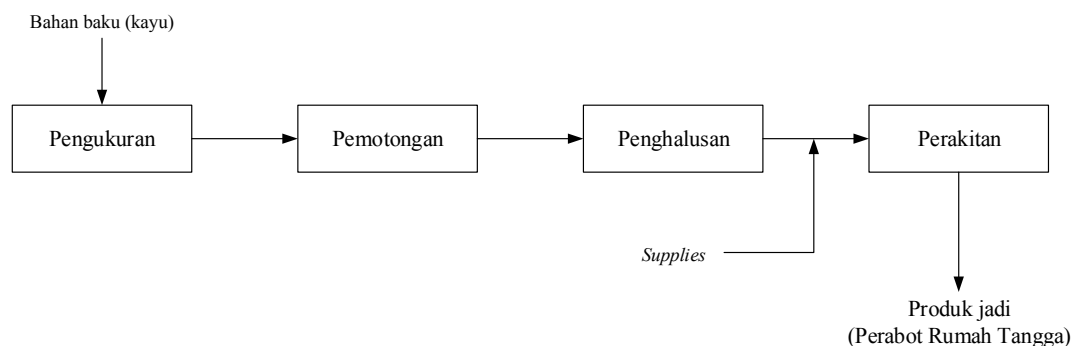 Bahan baku (kayu)
Pengukuran
Pemotongan
Penghalusan
Perakitan
Supplies
Produk jadi
(Perabot Rumah Tangga)